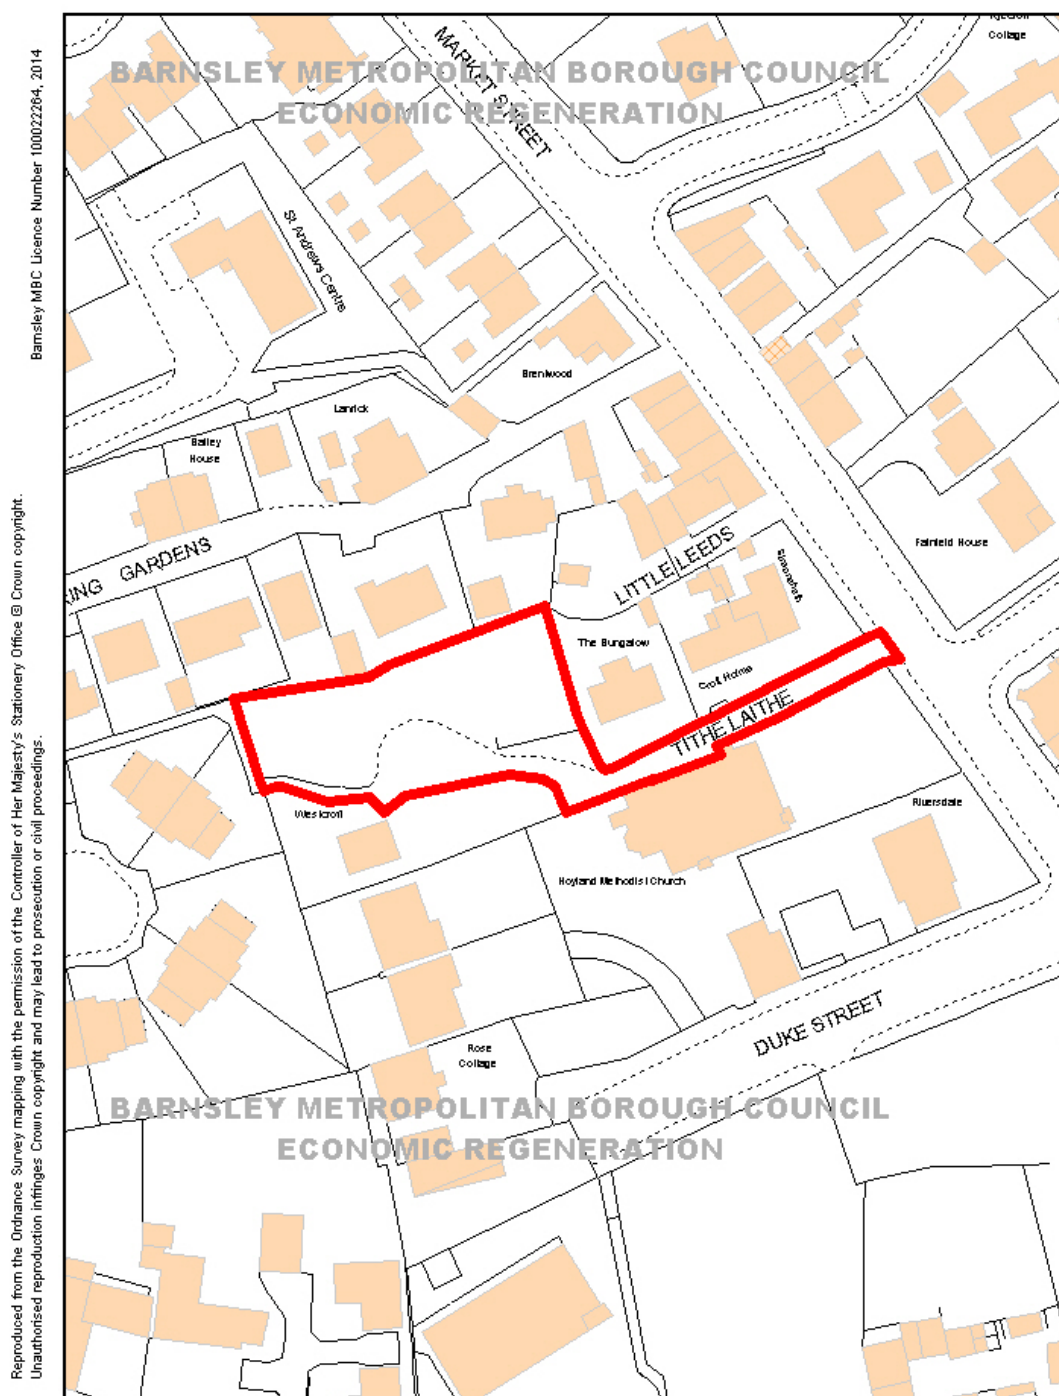 Barnsley MBC Licence Number 100022264, 2014
Reproduced from the Ordnance Survey mapping with the permission of the Controller of Her Majesty's Stationery Office @ Crown copyright.
Unauthorised reproduction infringes Crown copyright and may lead to prosecution or civil proceedings.
BARNSLEY METROPOLITAN BOROUGH COUNCIL
ECONOMIC REGENERATION
MARKET STREET
Cottage
St Andrews Centre
Brentwood
Lanrick
Bailey
House
GARDENS
LITTLE LEEDS
Fairfield House
The Bungalow
Croft Holme
TITHE LAITHE
Westcroft
Riversdale
Hoyland Methodist Church
DUKE STREET
Rose
Cottage
BARNSLEY METROPOLITAN BOROUGH COUNCIL
ECONOMIC REGENERATION